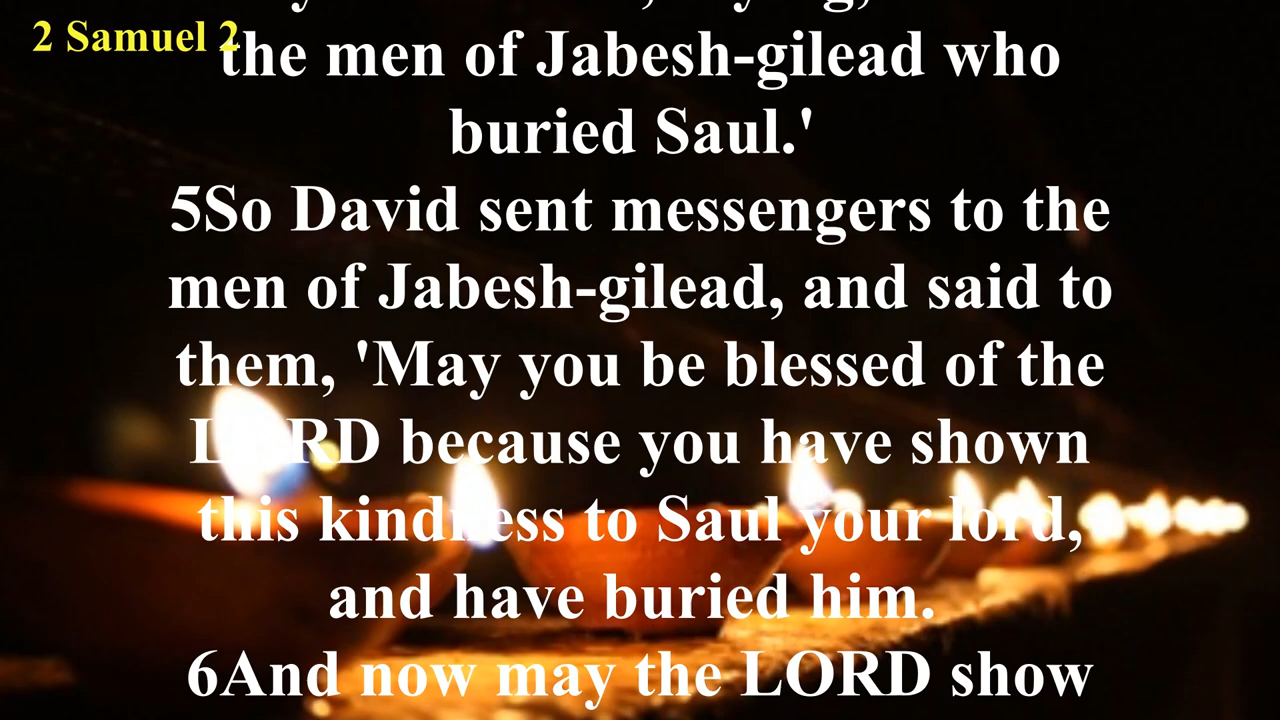 2 Samuel 2
the men of Jabesh-gilead who
buried Saul.'
5So David sent messengers to the
men of Jabesh-gilead, and said to
them, 'May you be blessed of the
LORD because you have shown
this kindness to Saul your lord,
and have buried him.
6And now may the LORD show